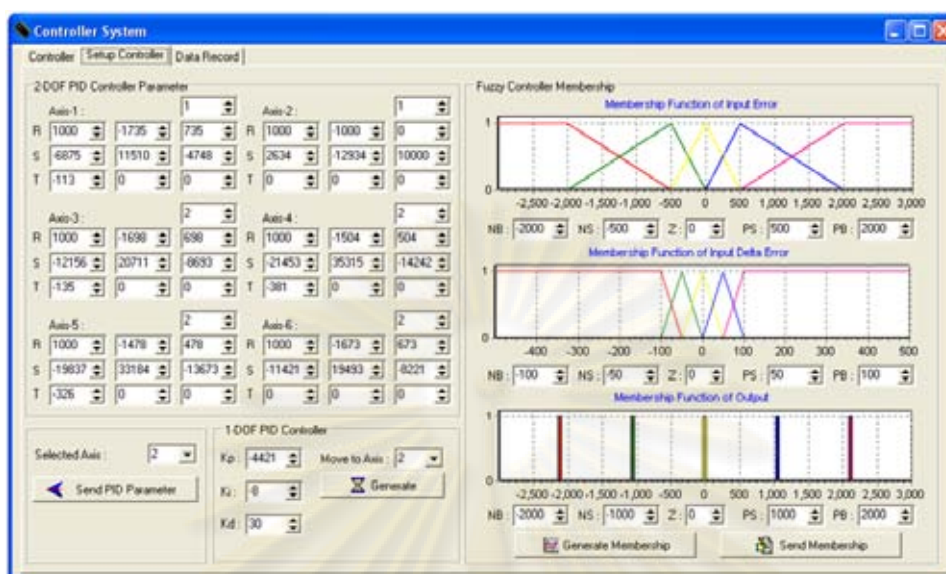 Controller System
Controller Setup Controller Data Record
2-DOF PID Controller Parameter
Axis-1 : 1 Axis-2 : 1
R 1000 -1735 735 R 1000 -1000 0
S -6875 11510 -4748 S 2634 -12934 10000
T -113 0 0 T 0 0 0
Axis-3 : 2 Axis-4 : 2
R 1000 -1698 698 R 1000 -1504 504
S -12156 20711 -8693 S -21453 35315 -14242
T -135 0 0 T -381 0 0
Axis-5 : 2 Axis-6 : 2
R 1000 -1478 478 R 1000 -1673 673
S -19837 33184 -13673 S -11421 19493 -8221
T -326 0 0 T 0 0 0
Selected Axis : 2
Send PID Parameter
1-DOF PID Controller
Kp : -4421 Move to Axis : 2
Ki : -8 Generate
Kd : 30
Fuzzy Controller Membership
Membership Function of Input Error
1
0
-2,500 -2,000 -1,500 -1,000 -500 0 500 1,000 1,500 2,000 2,500 3,000
NB : -2000 NS : -500 Z : 0 PS : 500 PB : 2000
Membership Function of Input Delta Error
1
0
-400 -300 -200 -100 0 100 200 300 400 500
NB : -100 NS : -50 Z : 0 PS : 50 PB : 100
Membership Function of Output
1
0
-2,500 -2,000 -1,500 -1,000 -500 0 500 1,000 1,500 2,000 2,500 3,000
NB : -2000 NS : -1000 Z : 0 PS : 1000 PB : 2000
Generate Membership Send Membership